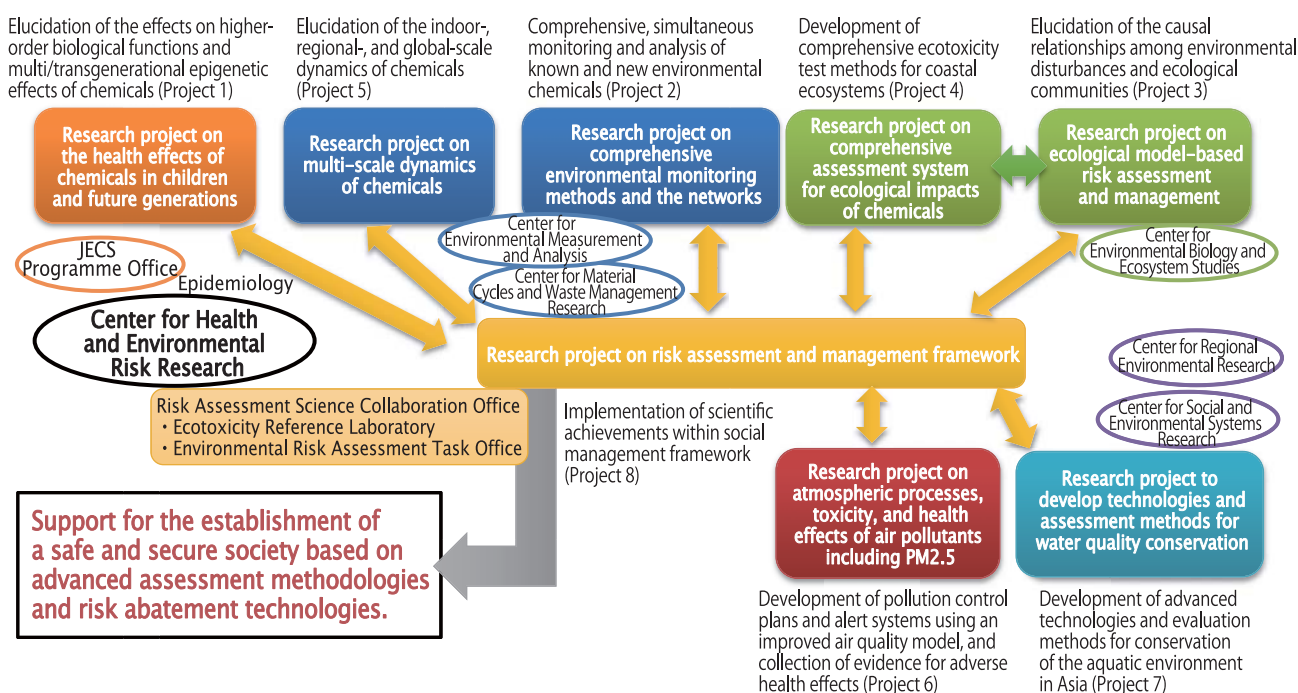 Elucidation of the effects on higher-
order biological functions and
multi/transgenerational epigenetic
effects of chemicals (Project 1)
Elucidation of the indoor-,
regional-, and global-scale
dynamics of chemicals
(Project 5)
Comprehensive, simultaneous
monitoring and analysis of
known and new environmental
chemicals (Project 2)
Development of
comprehensive ecotoxicity
test methods for coastal
ecosystems (Project 4)
Elucidation of the causal
relationships among environmental
disturbances and ecological
communities (Project 3)
Research project on
the health effects of
chemicals in children
and future generations
Research project on
multi-scale dynamics
of chemicals
Research project on
comprehensive
environmental monitoring
methods and the networks
Research project on
comprehensive
assessment system
for ecological impacts
of chemicals
Research project on
ecological model-based
risk assessment
and management
JECS
Programme Office
Epidemiology
Center for
Environmental Measurement
and Analysis
Center for Material
Cycles and Waste Management
Research
Center for
Environmental Biology and
Ecosystem Studies
Center for Health
and Environmental
Risk Research
Research project on risk assessment and management framework
Center for Regional
Environmental Research
Center for Social and
Environmental Systems
Research
Risk Assessment Science Collaboration Office
・Ecotoxicity Reference Laboratory
・Environmental Risk Assessment Task Office
Implementation of scientific
achievements within social
management framework
(Project 8)
Research project on
atmospheric processes,
toxicity, and health
effects of air pollutants
including PM2.5
Research project to
develop technologies and
assessment methods for
water quality conservation
Support for the establishment of
a safe and secure society based on
advanced assessment methodologies
and risk abatement technologies.
Development of pollution control
plans and alert systems using an
improved air quality model, and
collection of evidence for adverse
health effects (Project 6)
Development of advanced
technologies and evaluation
methods for conservation
of the aquatic environment
in Asia (Project 7)